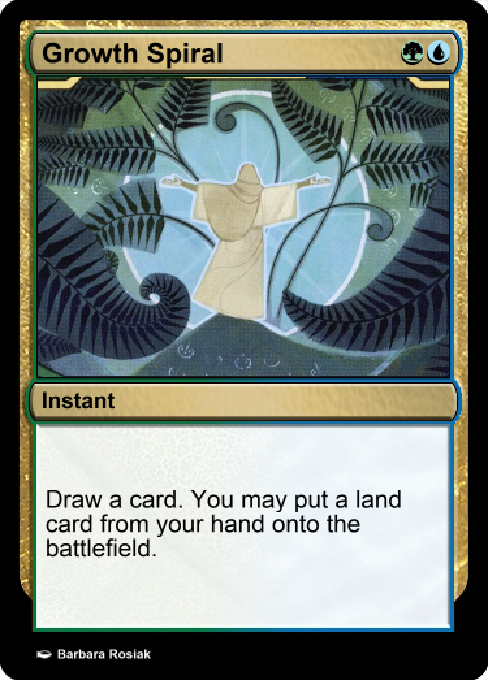 Growth Spiral
Instant
Draw a card. You may put a land
card from your hand onto the
battlefield.
Barbara Rosiak